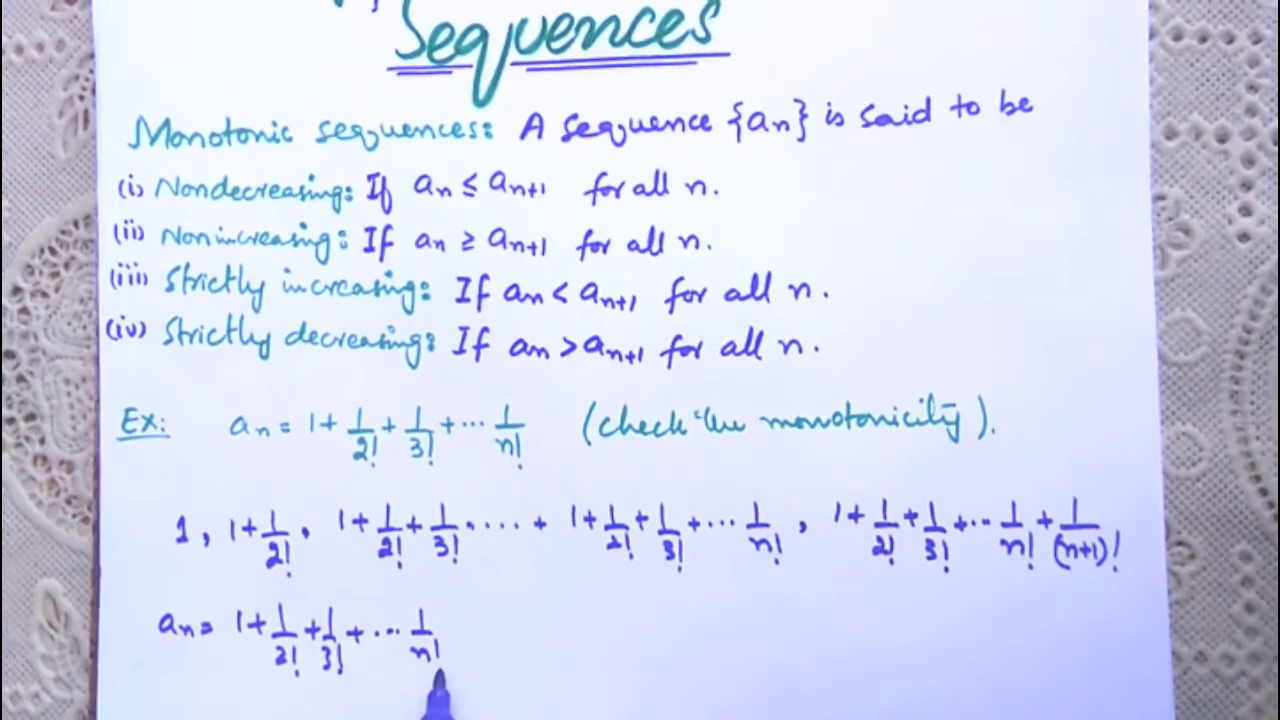 Sequences
Monotonic sequences: A sequence {an} is said to be
(i) Nondecreasing: If an ≤ an+1 for all n.
(ii) Nonincreasing: If an ≥ an+1 for all n.
(iii) Strictly increasing: If an < an+1 for all n.
(iv) Strictly decreasing: If an > an+1 for all n.
Ex: an = 1 + 1/2! + 1/3! + ... 1/n! (check the monotonicity).
1, 1 + 1/2!, 1 + 1/2! + 1/3!, ..., 1 + 1/2! + 1/3! + ... 1/n!, 1 + 1/2! + 1/3! + ... 1/n! + 1/(n+1)!
an = 1 + 1/2! + 1/3! + ... 1/n!